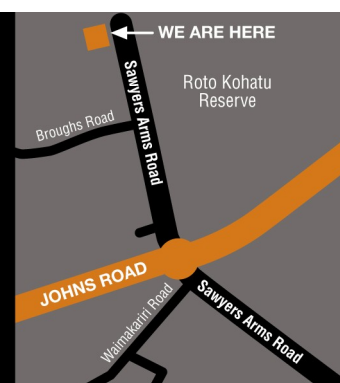 WE ARE HERE
Sawyers Arms Road
Roto Kohatu
Reserve
Broughs Road
JOHNS ROAD
Waimakariri Road
Sawyers Arms Road